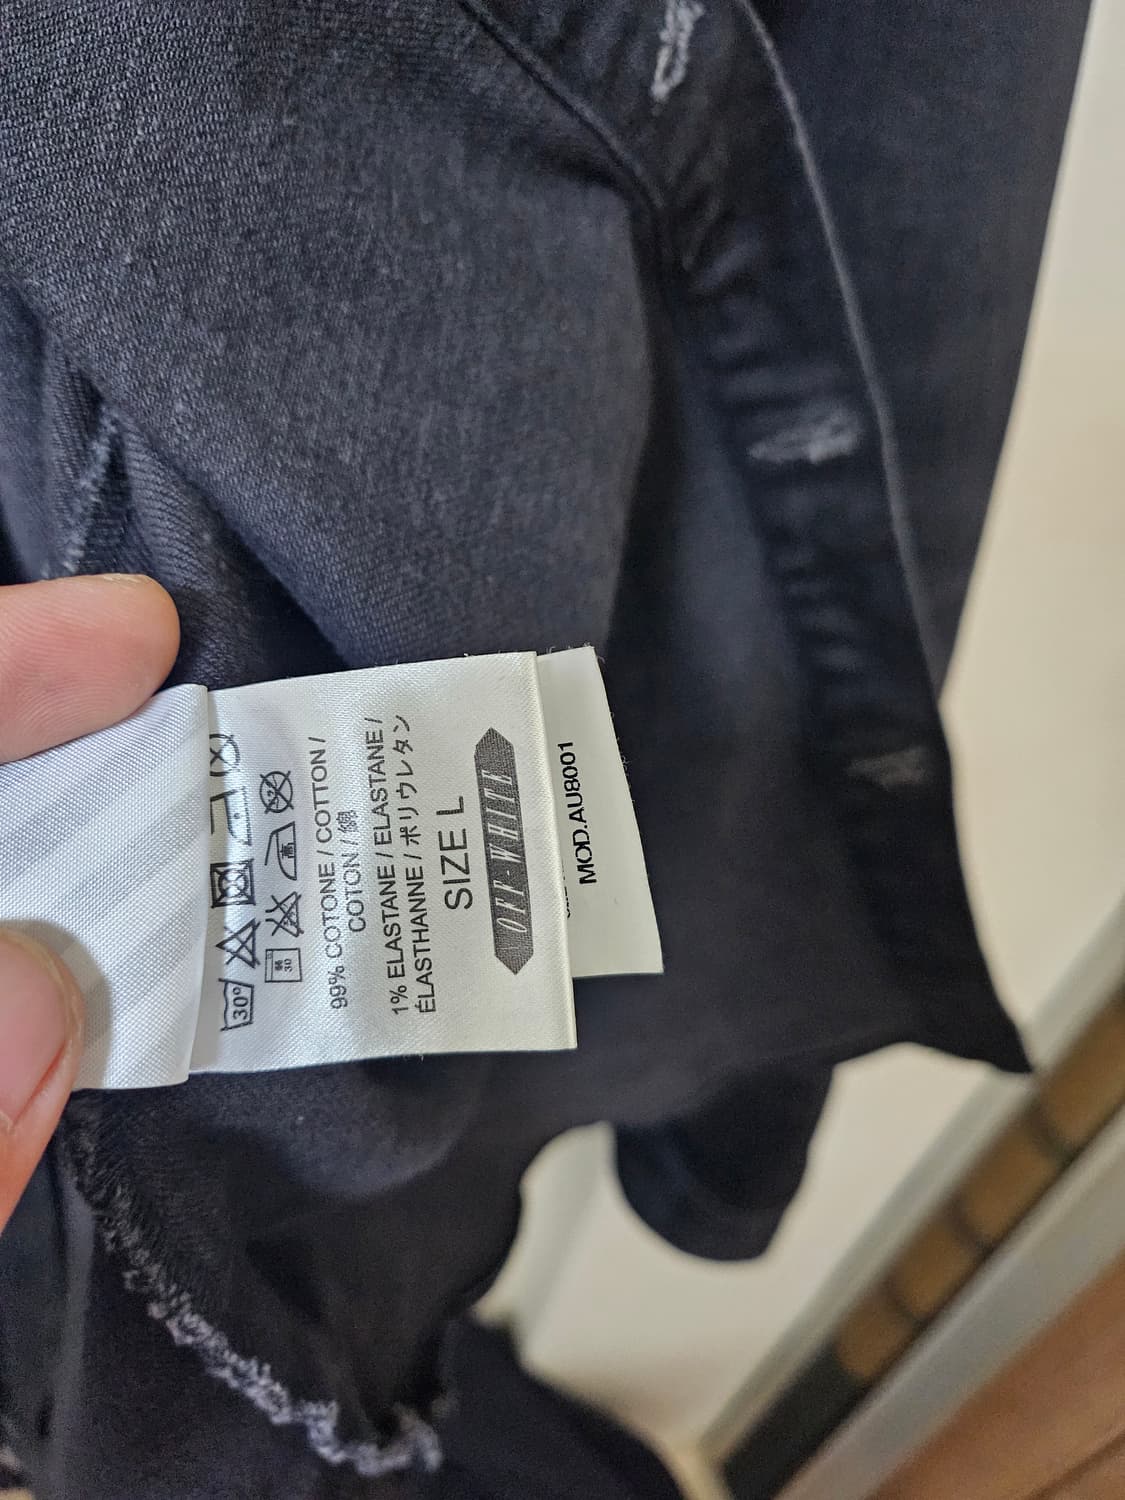 30°
30
99% COTONE / COTTON /
COTON / 綿
1% ELASTANE / ELASTANE /
ÉLASTHANNE / ポリウレタン
SIZE L
OFF-WHITE
MOD.AU8001